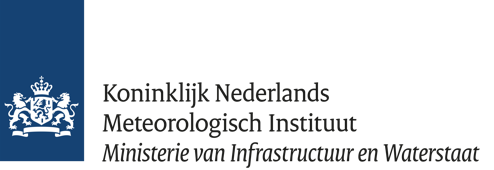 Koninklijk Nederlands
Meteorologisch Instituut
Ministerie van Infrastructuur en Waterstaat